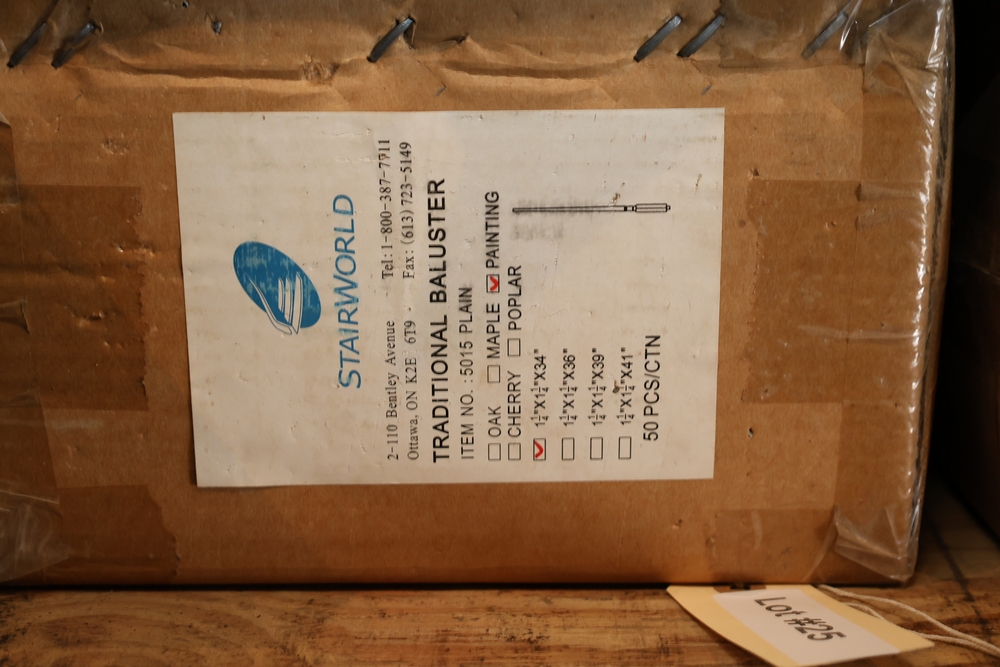 STAIRWORLD
2-110 Bentley Avenue Tel:1-800-387-7711
Ottawa, ON K2E 6T9 - Fax: (613) 723-5149
TRADITIONAL BALUSTER
ITEM NO. : 5015 PLAIN
OAK MAPLE PAINTING
CHERRY POPLAR
1¼"X1¼"X34"
1¼"X1¼"X36"
1¼"X1¼"X39"
1¼"X1¼"X41"
50 PCS/CTN
Lot #25